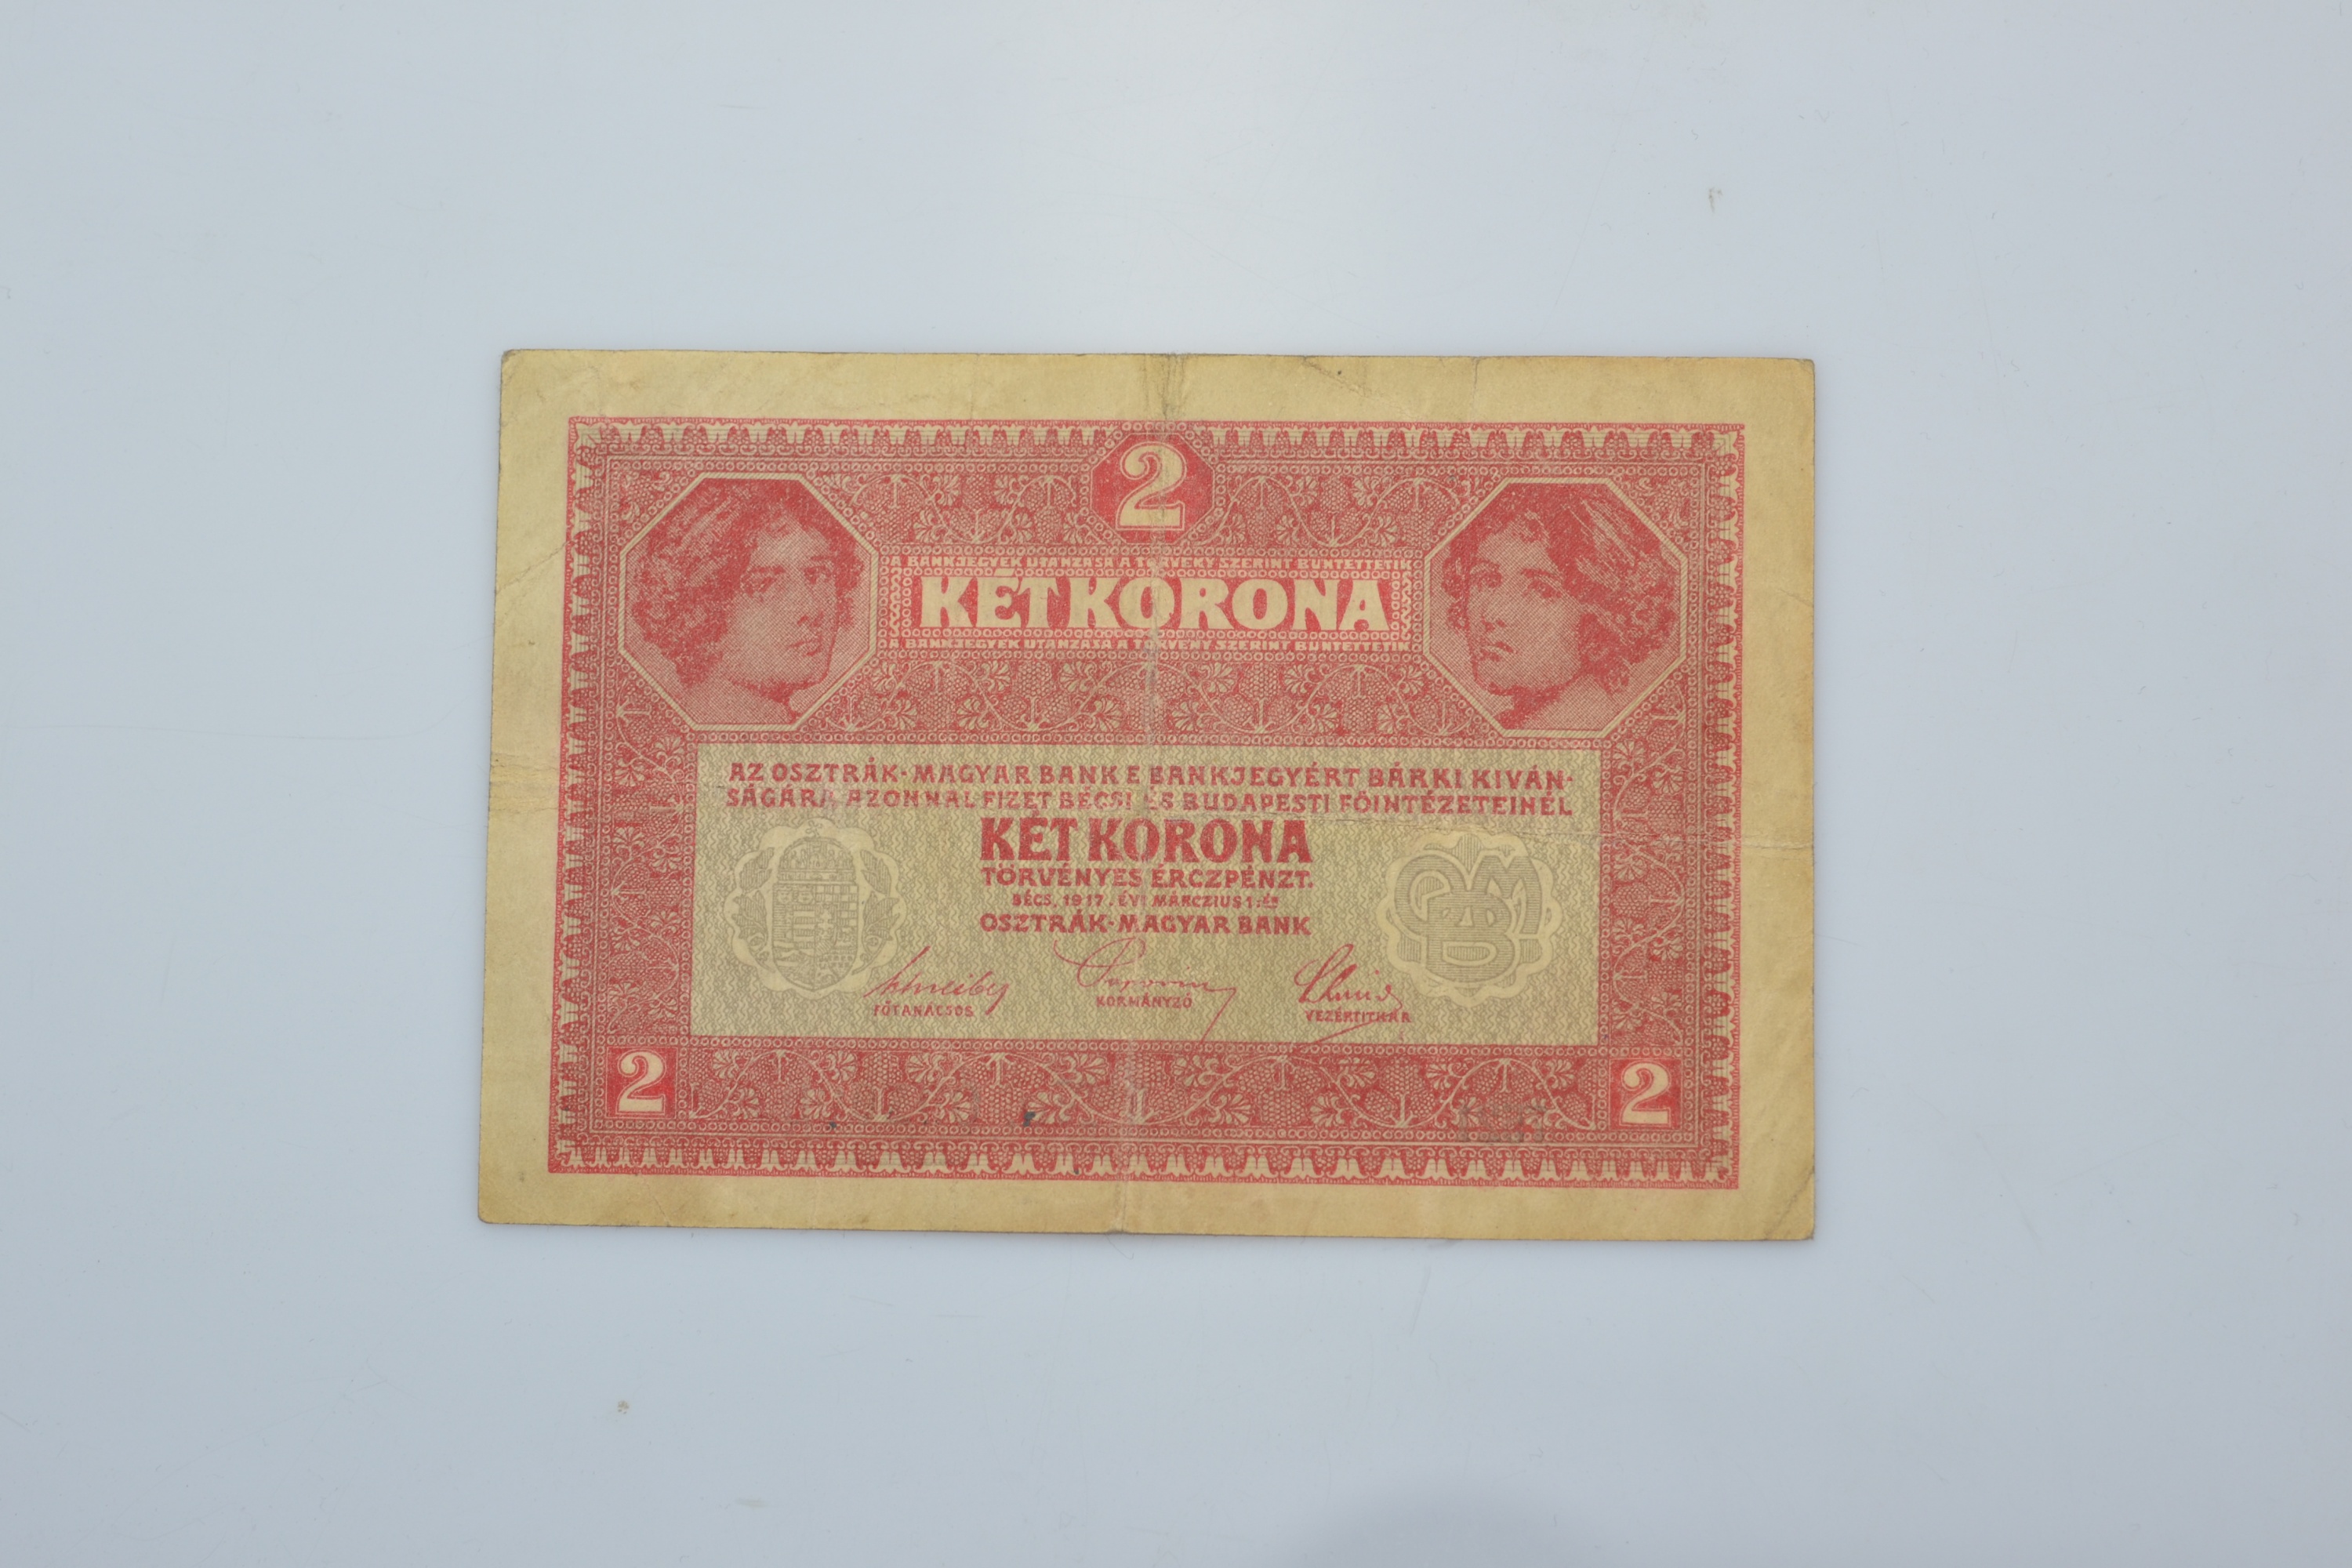 2
A BANKJEGYEK UTÁNZÁSA A TÖRVÉNY SZERINT BÜNTETTETIK
KÉT KORONA
A BANKJEGYEK UTÁNZÁSA A TÖRVÉNY SZERINT BÜNTETTETIK
AZ OSZTRÁK-MAGYAR BANK E BANKJEGYÉRT BÁRKI KIVÁN-
SÁGÁRA AZONNAL FIZET BÉCSI ÉS BUDAPESTI FŐINTÉZETEINÉL
KÉT KORONA
TÖRVÉNYES ÉRCZPÉNZT.
BÉCS, 1917. ÉVI MÁRCZIUS 1-ÉN
OSZTRÁK-MAGYAR BANK
FŐTANÁCSOS
KORMÁNYZÓ
VEZÉRTITKÁR
2
2